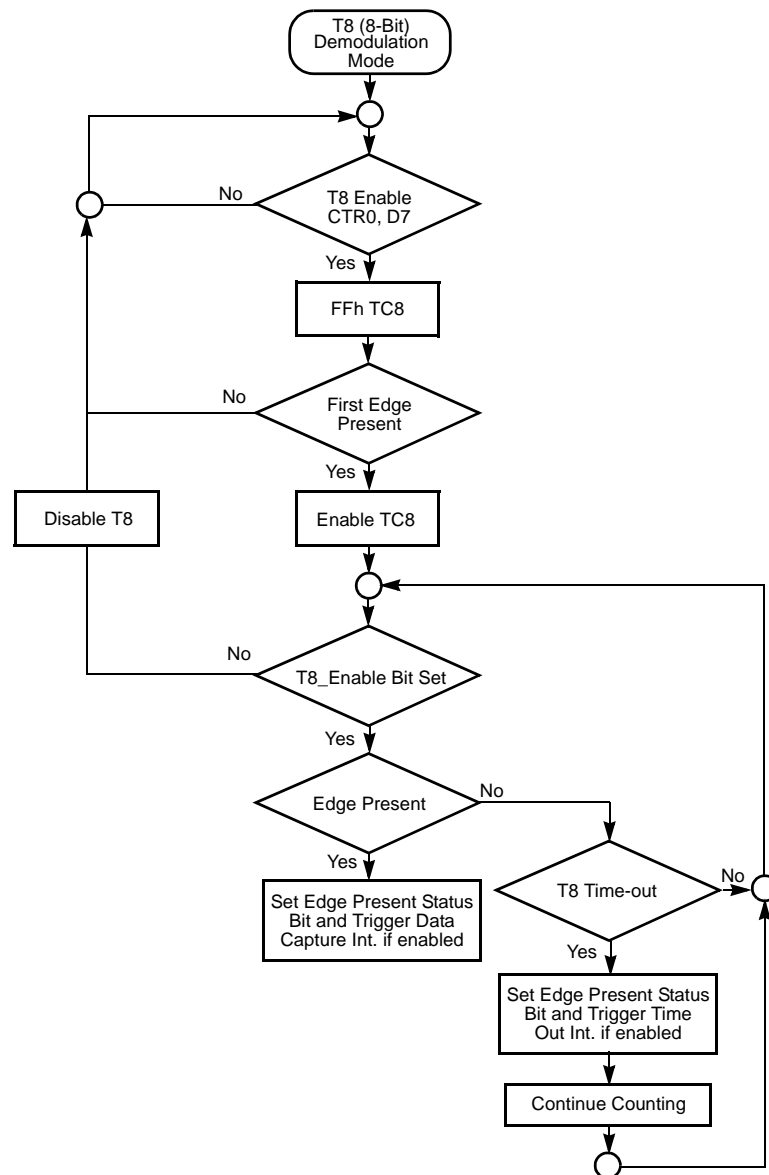 T8 (8-Bit)
Demodulation
Mode
No
T8 Enable
CTR0, D7
Yes
FFh TC8
No
First Edge
Present
Yes
Disable T8
Enable TC8
No
T8_Enable Bit Set
Yes
Edge Present
No
Yes
Set Edge Present Status
Bit and Trigger Data
Capture Int. if enabled
T8 Time-out
No
Yes
Set Edge Present Status
Bit and Trigger Time
Out Int. if enabled
Continue Counting